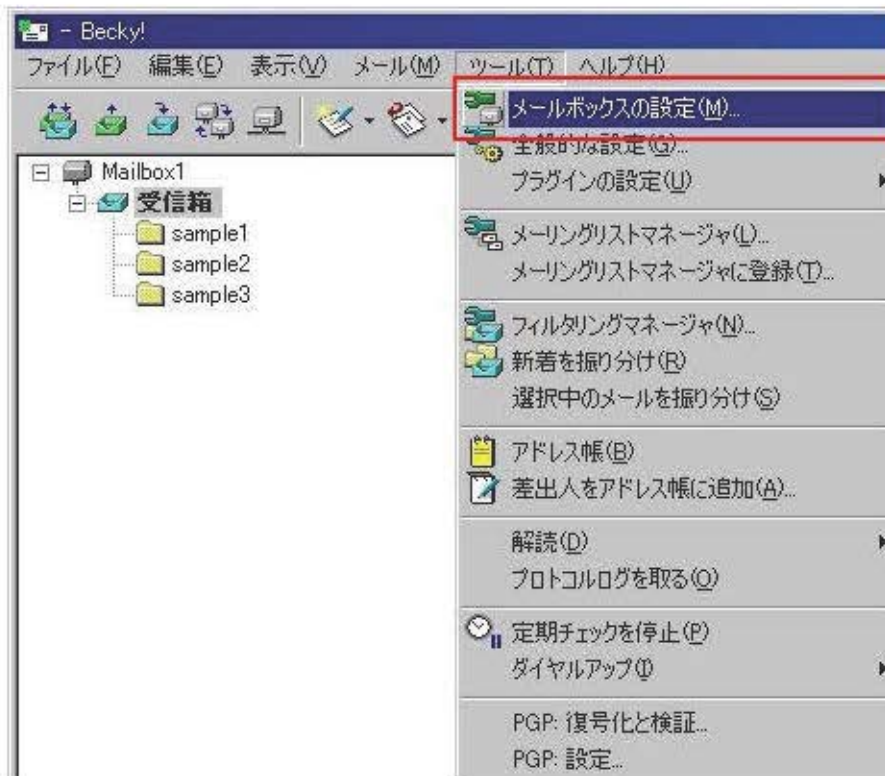 - Becky!
ファイル(F) 編集(E) 表示(V) メール(M) ツール(T) ヘルプ(H)
メールボックスの設定(M)...
全般的な設定(G)...
プラグインの設定(U)
メーリングリストマネージャ(L)...
メーリングリストマネージャに登録(T)...
フィルタリングマネージャ(N)...
新着を振り分け(R)
選択中のメールを振り分け(S)
アドレス帳(B)
差出人をアドレス帳に追加(A)...
解読(D)
プロトコルログを取る(O)
定期チェックを停止(P)
ダイヤルアップ(I)
PGP: 復号化と検証...
PGP: 設定...
Mailbox1
受信箱
sample1
sample2
sample3